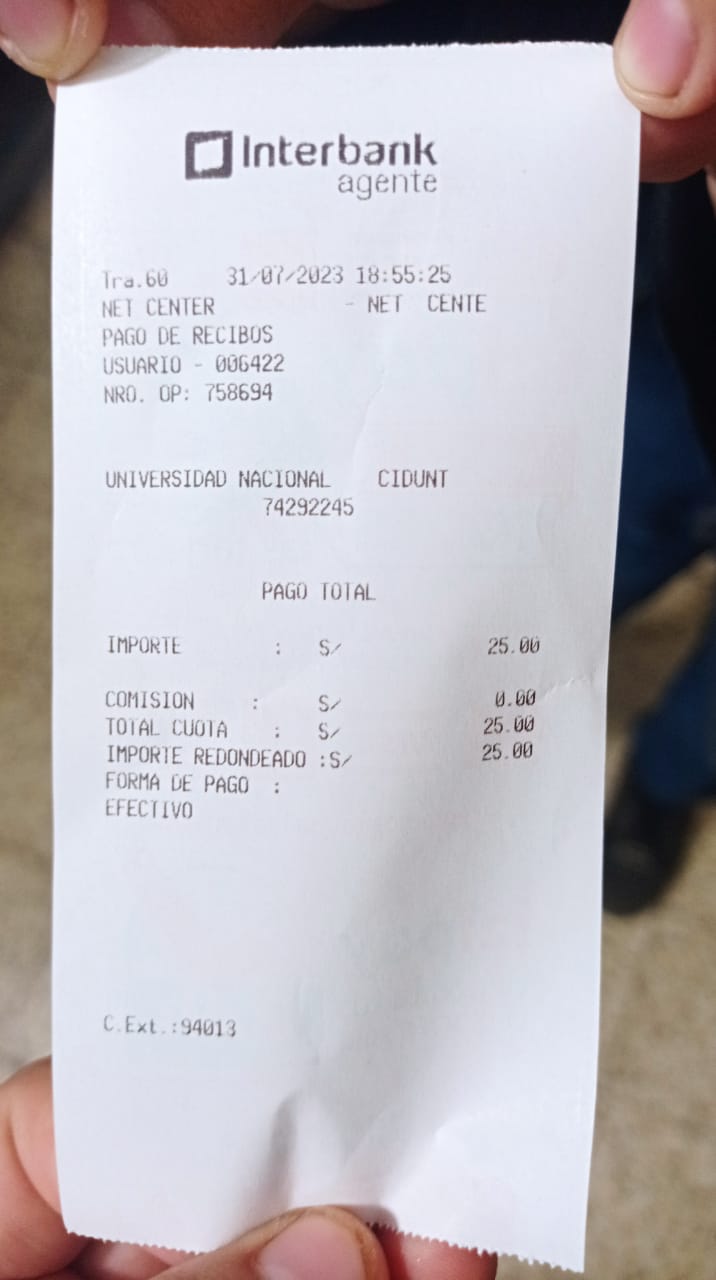 Interbank
agente
Tra.60 31/07/2023 18:55:25
NET CENTER - NET CENTE
PAGO DE RECIBOS
USUARIO - 006422
NRO. OP: 758694
UNIVERSIDAD NACIONAL CIDUNT
74292245
PAGO TOTAL
IMPORTE : S/ 25.00
COMISION : S/ 0.00
TOTAL CUOTA : S/ 25.00
IMPORTE REDONDEADO :S/ 25.00
FORMA DE PAGO :
EFECTIVO
C.Ext.:94013